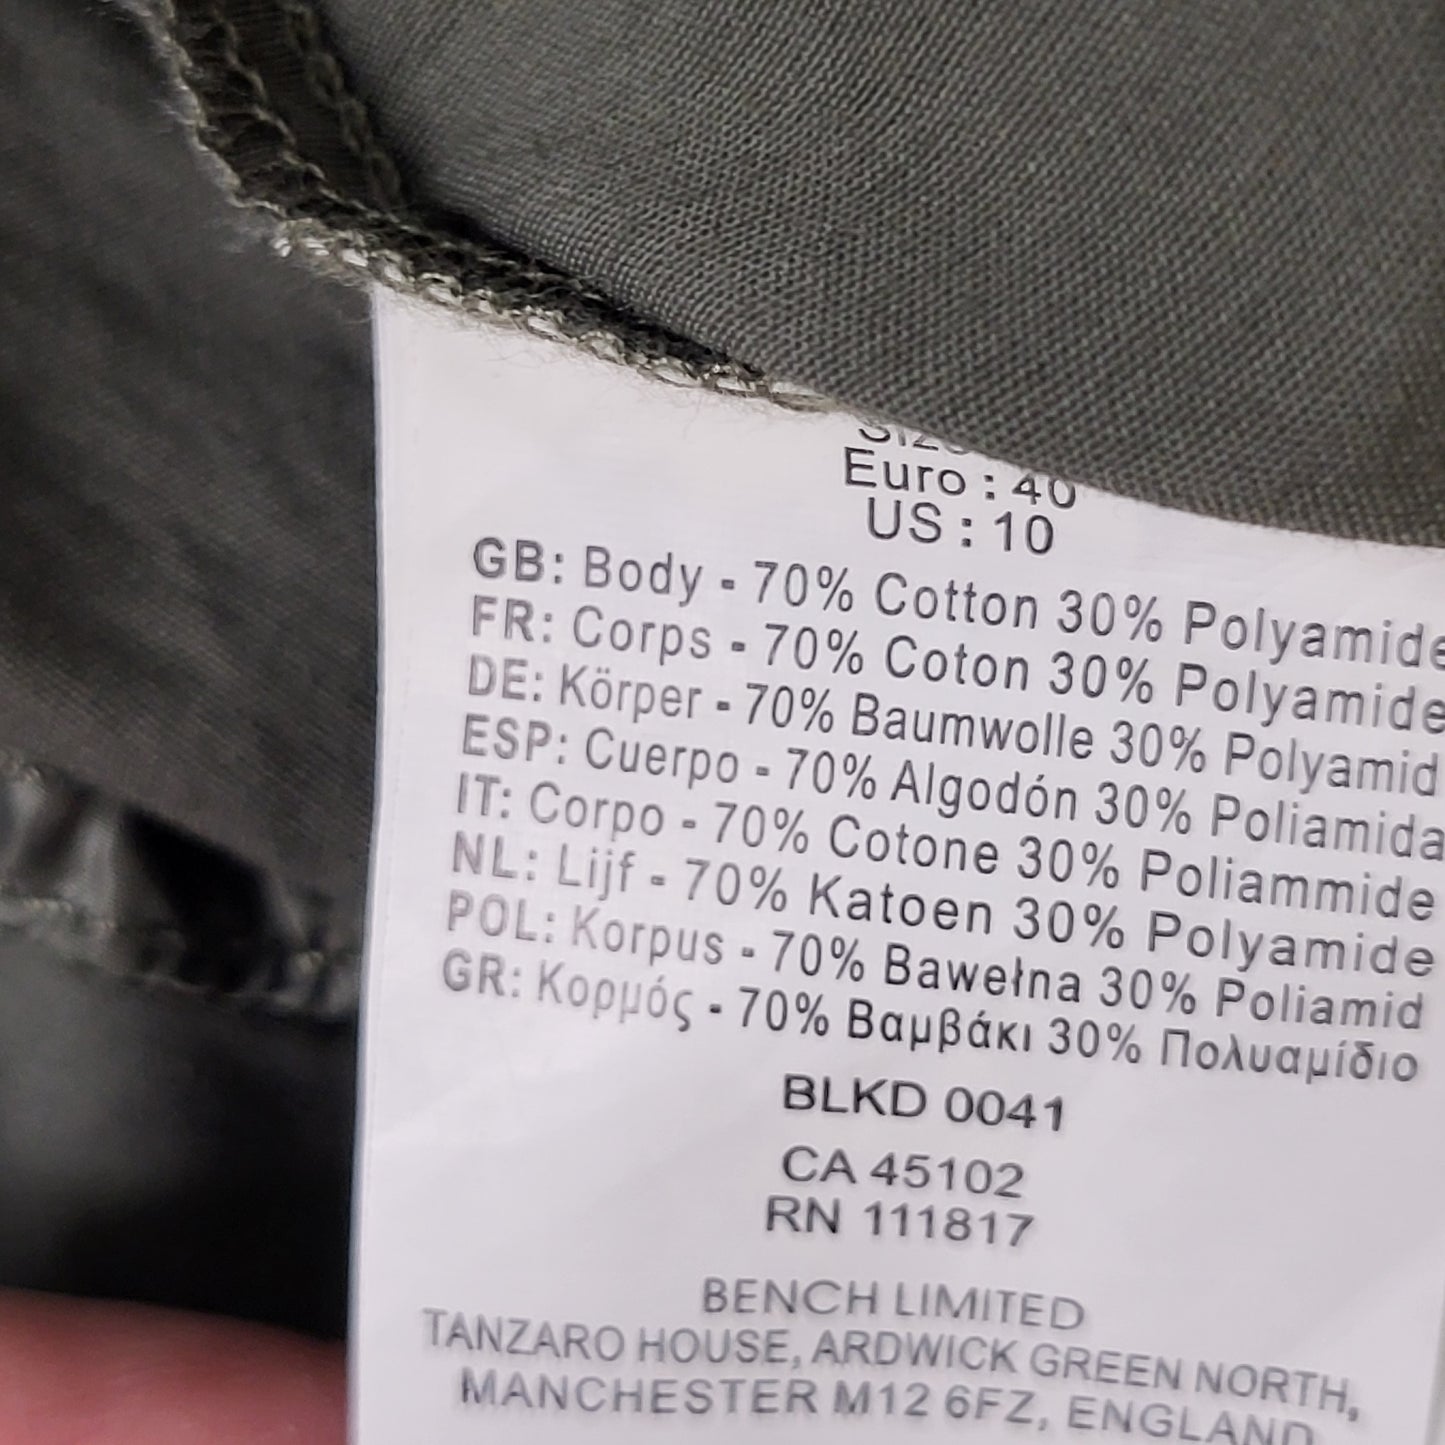 Size
Euro : 40
US : 10
GB: Body - 70% Cotton 30% Polyamide
FR: Corps - 70% Coton 30% Polyamide
DE: Körper - 70% Baumwolle 30% Polyamid
ESP: Cuerpo - 70% Algodón 30% Poliamida
IT: Corpo - 70% Cotone 30% Poliammide
NL: Lijf - 70% Katoen 30% Polyamide
POL: Korpus - 70% Bawełna 30% Poliamid
GR: Κορμός - 70% Βαμβάκι 30% Πολυαμίδιο
BLKD 0041
CA 45102
RN 111817
BENCH LIMITED
TANZARO HOUSE, ARDWICK GREEN NORTH,
MANCHESTER M12 6FZ, ENGLAND